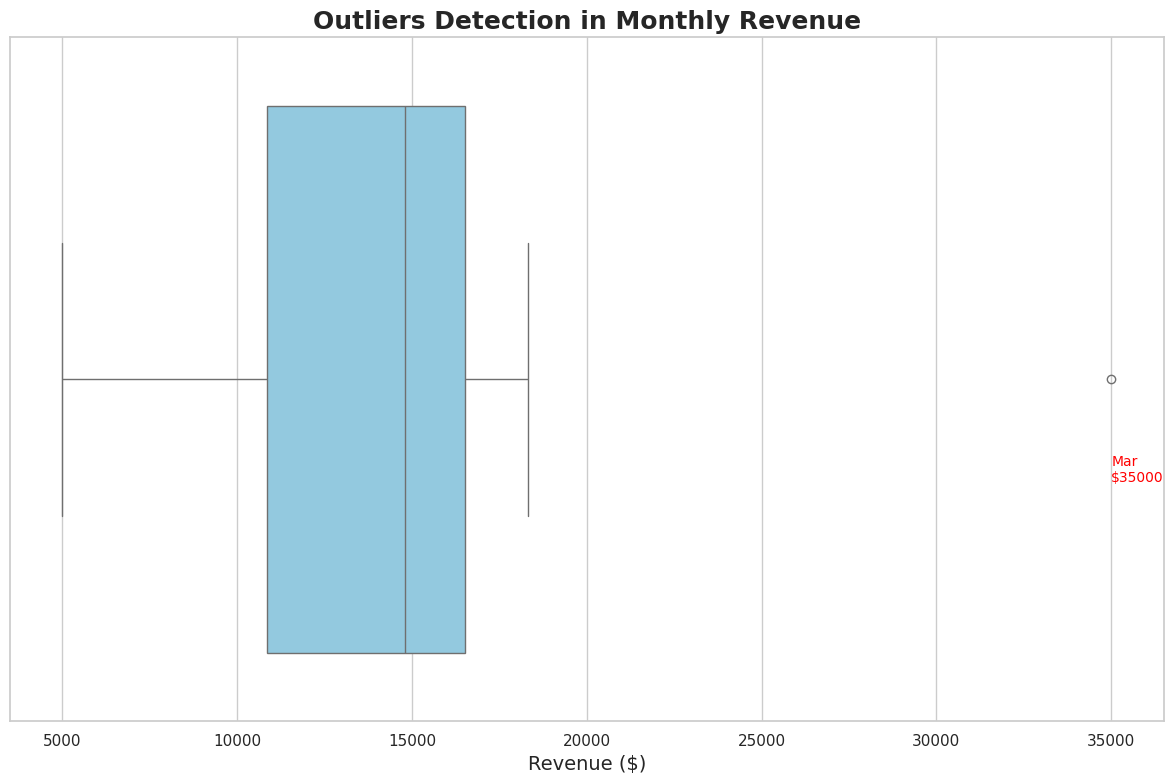 Outliers Detection in Monthly Revenue
Mar
$35000
5000 10000 15000 20000 25000 30000 35000
Revenue ($)